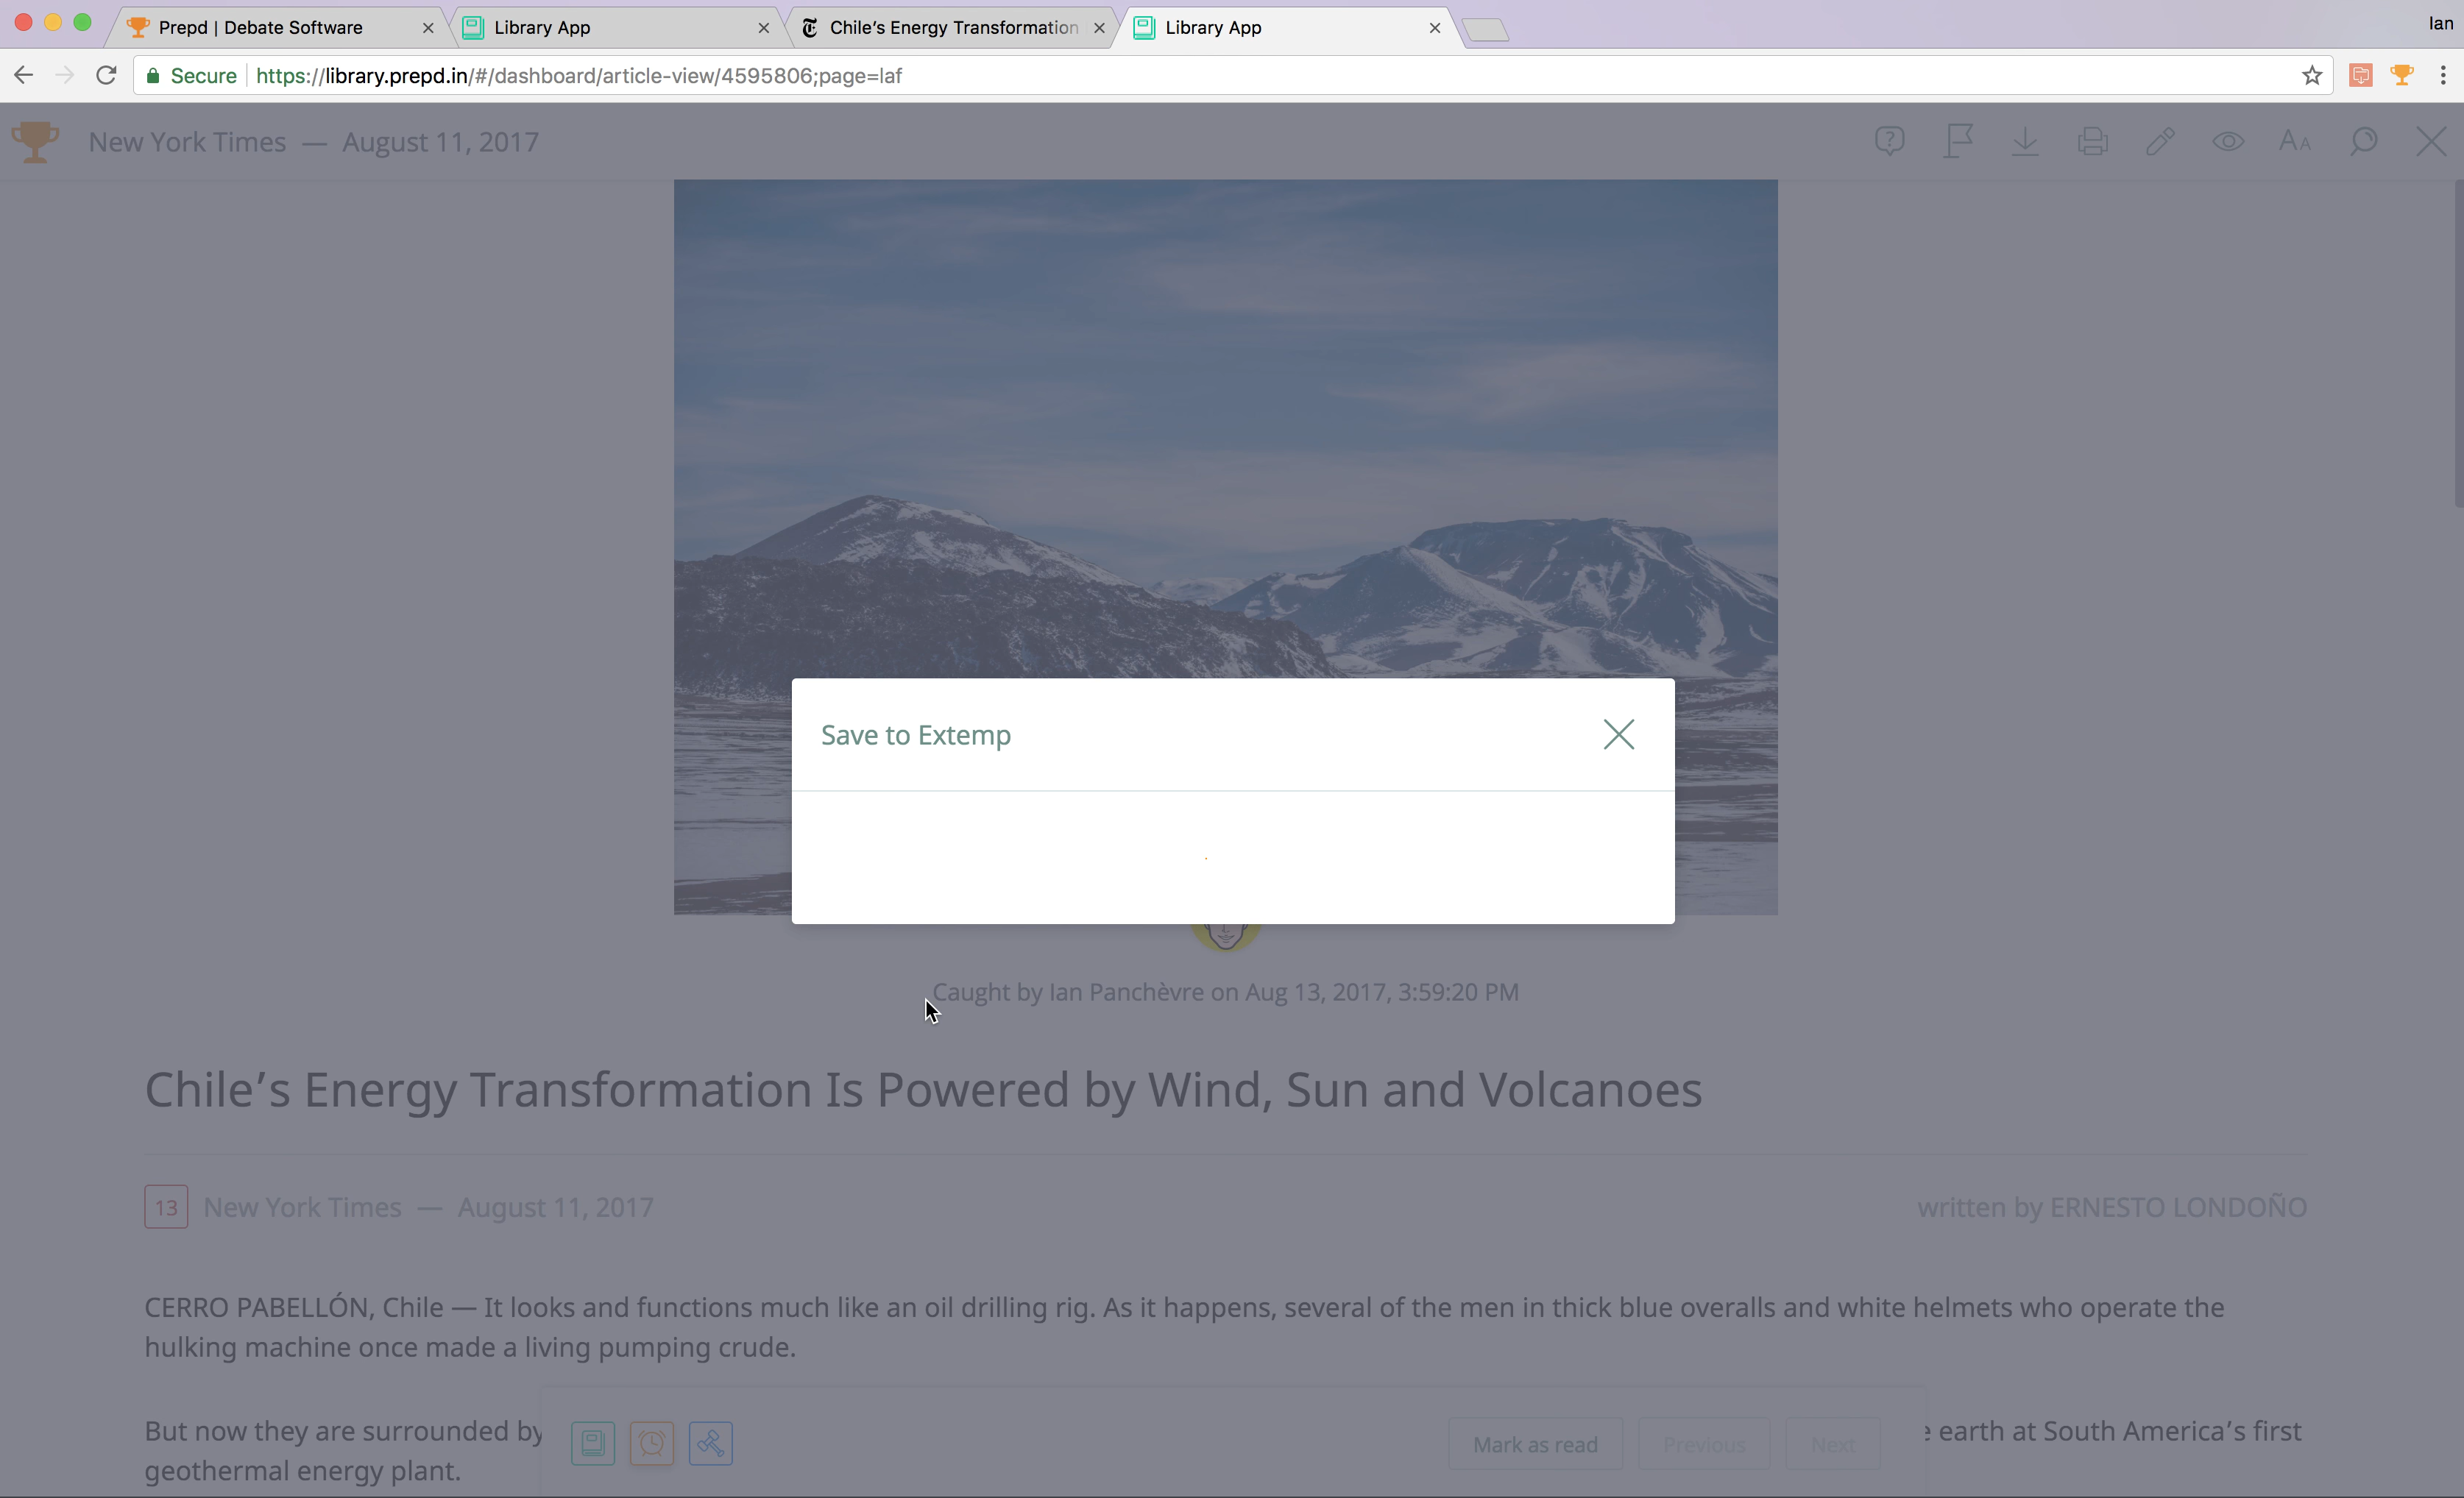 Prepd | Debate Software
Library App
Chile's Energy Transformation
Library App
Ian
Secure
https://library.prepd.in/#/dashboard/article-view/4595806;page=laf
New York Times — August 11, 2017
AA
Save to Extemp
Caught by Ian Panchèvre on Aug 13, 2017, 3:59:20 PM
Chile's Energy Transformation Is Powered by Wind, Sun and Volcanoes
13 New York Times — August 11, 2017
written by ERNESTO LONDOÑO
CERRO PABELLÓN, Chile — It looks and functions much like an oil drilling rig. As it happens, several of the men in thick blue overalls and white helmets who operate the
hulking machine once made a living pumping crude.
But now they are surrounded by
earth at South America's first
geothermal energy plant.
Mark as read
Previous
Next